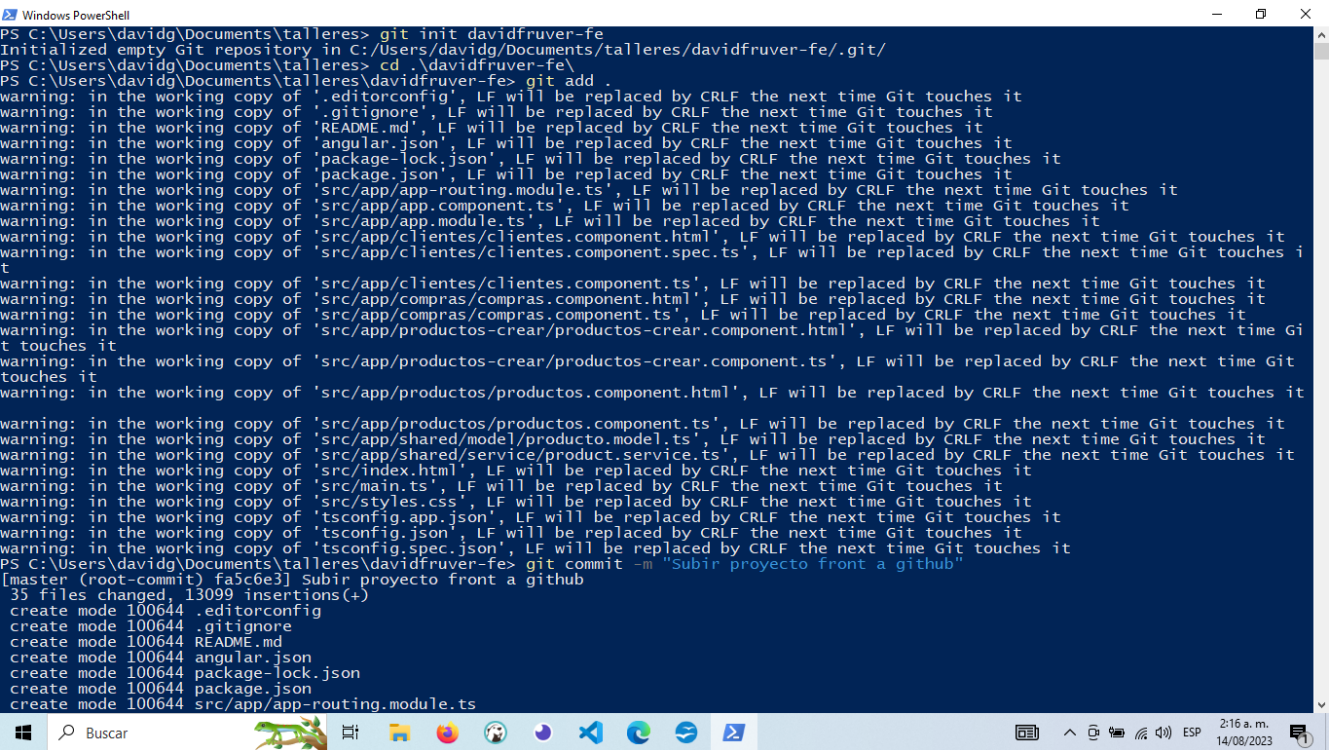 Windows PowerShell
PS C:\Users\davidg\Documents\talleres> git init davidfruver-fe
Initialized empty Git repository in C:/Users/davidg/Documents/talleres/davidfruver-fe/.git/
PS C:\Users\davidg\Documents\talleres> cd .\davidfruver-fe\
PS C:\Users\davidg\Documents\talleres\davidfruver-fe> git add .
warning: in the working copy of '.editorconfig', LF will be replaced by CRLF the next time Git touches it
warning: in the working copy of '.gitignore', LF will be replaced by CRLF the next time Git touches it
warning: in the working copy of 'README.md', LF will be replaced by CRLF the next time Git touches it
warning: in the working copy of 'angular.json', LF will be replaced by CRLF the next time Git touches it
warning: in the working copy of 'package-lock.json', LF will be replaced by CRLF the next time Git touches it
warning: in the working copy of 'package.json', LF will be replaced by CRLF the next time Git touches it
warning: in the working copy of 'src/app/app-routing.module.ts', LF will be replaced by CRLF the next time Git touches it
warning: in the working copy of 'src/app/app.component.ts', LF will be replaced by CRLF the next time Git touches it
warning: in the working copy of 'src/app/app.module.ts', LF will be replaced by CRLF the next time Git touches it
warning: in the working copy of 'src/app/clientes/clientes.component.html', LF will be replaced by CRLF the next time Git touches it
warning: in the working copy of 'src/app/clientes/clientes.component.spec.ts', LF will be replaced by CRLF the next time Git touches i
t
warning: in the working copy of 'src/app/clientes/clientes.component.ts', LF will be replaced by CRLF the next time Git touches it
warning: in the working copy of 'src/app/compras/compras.component.html', LF will be replaced by CRLF the next time Git touches it
warning: in the working copy of 'src/app/compras/compras.component.ts', LF will be replaced by CRLF the next time Git touches it
warning: in the working copy of 'src/app/productos-crear/productos-crear.component.html', LF will be replaced by CRLF the next time Gi
t touches it
warning: in the working copy of 'src/app/productos-crear/productos-crear.component.ts', LF will be replaced by CRLF the next time Git
touches it
warning: in the working copy of 'src/app/productos/productos.component.html', LF will be replaced by CRLF the next time Git touches it
warning: in the working copy of 'src/app/productos/productos.component.ts', LF will be replaced by CRLF the next time Git touches it
warning: in the working copy of 'src/app/shared/model/producto.model.ts', LF will be replaced by CRLF the next time Git touches it
warning: in the working copy of 'src/app/shared/service/product.service.ts', LF will be replaced by CRLF the next time Git touches it
warning: in the working copy of 'src/index.html', LF will be replaced by CRLF the next time Git touches it
warning: in the working copy of 'src/main.ts', LF will be replaced by CRLF the next time Git touches it
warning: in the working copy of 'src/styles.css', LF will be replaced by CRLF the next time Git touches it
warning: in the working copy of 'tsconfig.app.json', LF will be replaced by CRLF the next time Git touches it
warning: in the working copy of 'tsconfig.json', LF will be replaced by CRLF the next time Git touches it
warning: in the working copy of 'tsconfig.spec.json', LF will be replaced by CRLF the next time Git touches it
PS C:\Users\davidg\Documents\talleres\davidfruver-fe> git commit -m "Subir proyecto front a github"
[master (root-commit) fa5c6e3] Subir proyecto front a github
35 files changed, 13099 insertions(+)
create mode 100644 .editorconfig
create mode 100644 .gitignore
create mode 100644 README.md
create mode 100644 angular.json
create mode 100644 package-lock.json
create mode 100644 package.json
create mode 100644 src/app/app-routing.module.ts
Buscar
ESP
2:16 a. m.
14/08/2023
1